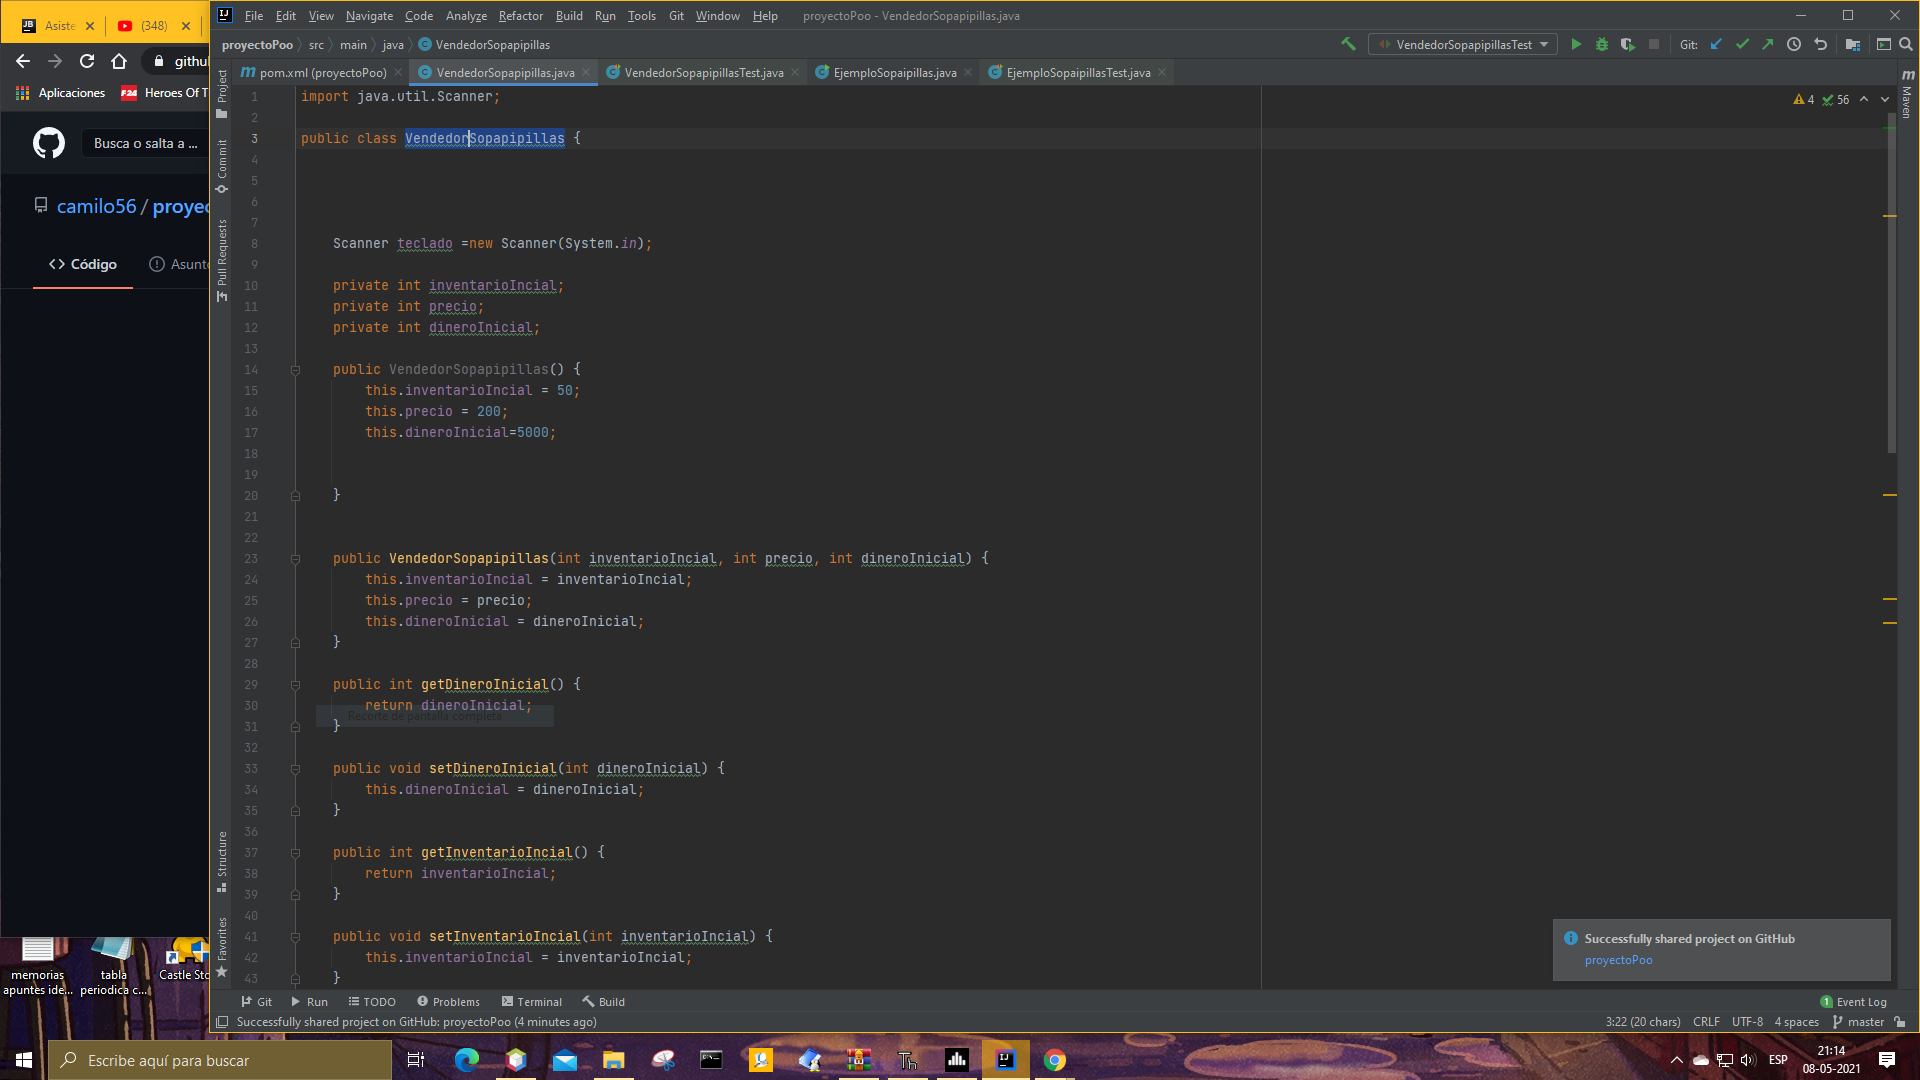 Asiste
(348)
File Edit View Navigate Code Analyze Refactor Build Run Tools Git Window Help proyectoPoo - VendedorSopapipillas.java
githu
proyectoPoo src main java VendedorSopapipillas
VendedorSopapipillasTest
Git:
Aplicaciones
Heroes Of T
pom.xml (proyectoPoo)
VendedorSopapipillas.java
VendedorSopapipillasTest.java
EjemploSopaipillas.java
EjemploSopaipillasTest.java
Busca o salta a ...
camilo56 / proyec
Código
Asunto
Project
Commit
Pull Requests
Structure
Favorites
Maven
4 56
1 import java.util.Scanner;
2
3 public class VendedorSopapipillas {
4
5
6
7
8 Scanner teclado =new Scanner(System.in);
9
10 private int inventarioIncial;
11 private int precio;
12 private int dineroInicial;
13
14 public VendedorSopapipillas() {
15 this.inventarioIncial = 50;
16 this.precio = 200;
17 this.dineroInicial=5000;
18
19
20 }
21
22
23 public VendedorSopapipillas(int inventarioIncial, int precio, int dineroInicial) {
24 this.inventarioIncial = inventarioIncial;
25 this.precio = precio;
26 this.dineroInicial = dineroInicial;
27 }
28
29 public int getDineroInicial() {
30 return dineroInicial;
Recorte de pantalla completa
31 }
32
33 public void setDineroInicial(int dineroInicial) {
34 this.dineroInicial = dineroInicial;
35 }
36
37 public int getInventarioIncial() {
38 return inventarioIncial;
39 }
40
41 public void setInventarioIncial(int inventarioIncial) {
42 this.inventarioIncial = inventarioIncial;
43 }
Successfully shared project on GitHub
proyectoPoo
memorias
apuntes ide...
tabla
periodica c...
Castle Sto
Git Run TODO Problems Terminal Build
1 Event Log
Successfully shared project on GitHub: proyectoPoo (4 minutes ago)
3:22 (20 chars) CRLF UTF-8 4 spaces master
Escribe aquí para buscar
ESP
21:14
08-05-2021